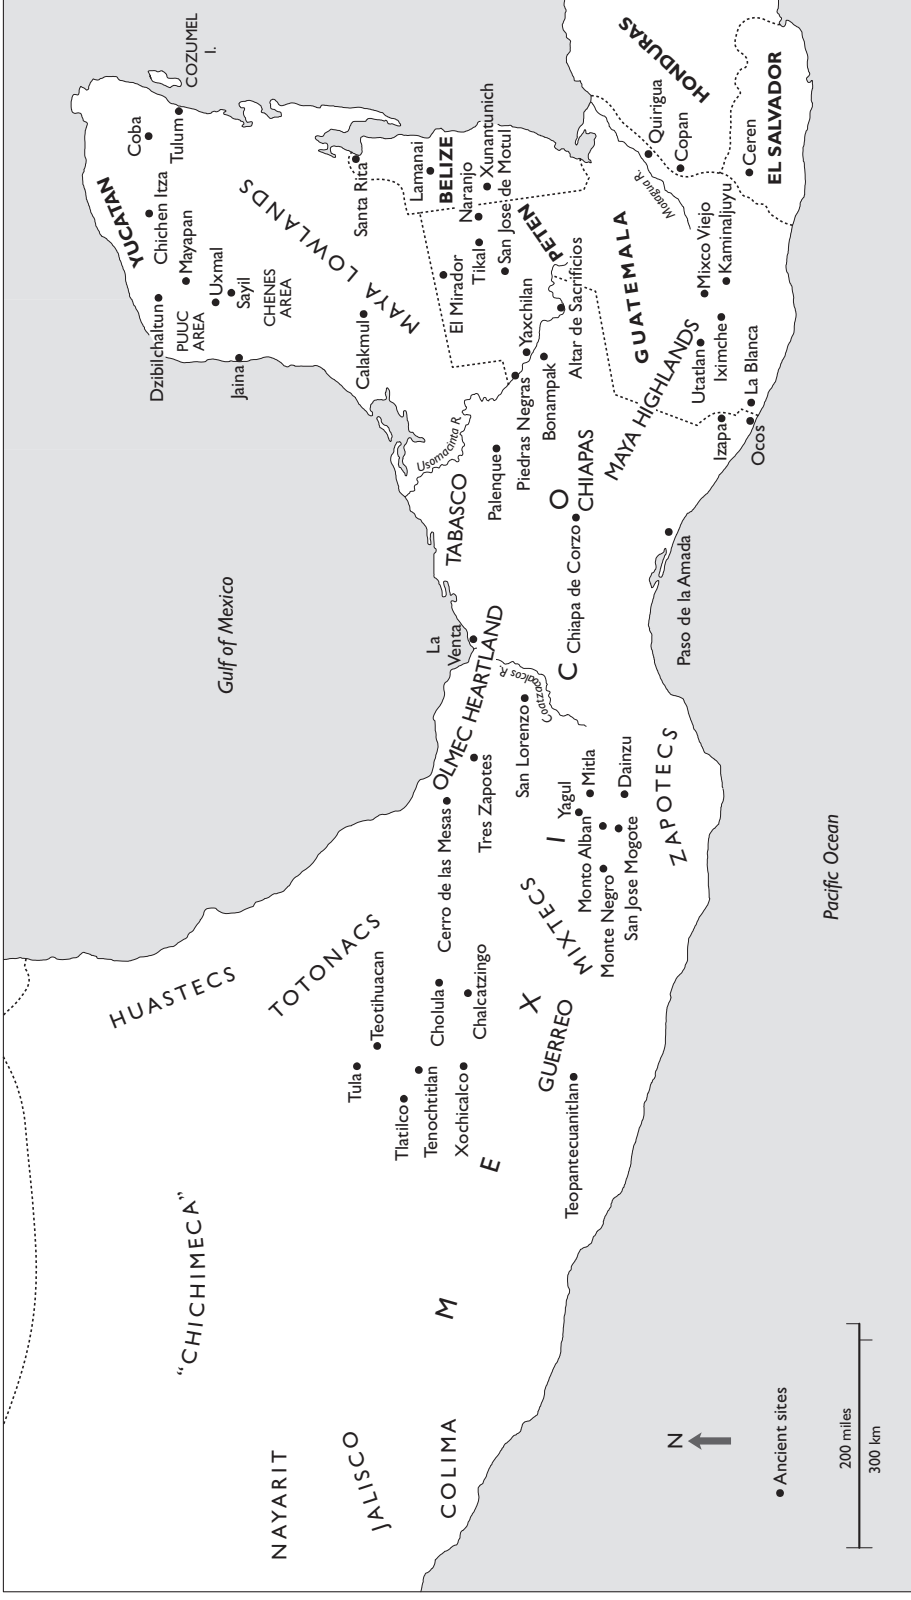 NAYARIT
JALISCO
COLIMA
"CHICHIMECA"
HUASTECS
TOTONACS
Gulf of Mexico
M E X I C O
Tula
Teotihuacan
Tlatilco
Tenochtitlan
Cholula
Xochicalco
Chalcatzingo
Cerro de las Mesas
GUERREO
Teopantecuanitlan
MIXTECS
Monto Alban
Monte Negro
San Jose Mogote
Yagul
Mitla
Dainzu
ZAPOTECS
OLMEC HEARTLAND
Tres Zapotes
San Lorenzo
Coatzacoalcos R.
La
Venta
TABASCO
Usomacinta R.
Palenque
Piedras Negras
Bonampak
Yaxchilan
Altar de Sacrificios
CHIAPAS
Chiapa de Corzo
Paso de la Amada
MAYA HIGHLANDS
Izapa
Ocos
La Blanca
Utatlan
Iximche
Mixco Viejo
Kaminaljuyu
GUATEMALA
Motagua R.
Quirigua
Copan
HONDURAS
Ceren
EL SALVADOR
PETEN
El Mirador
Tikal
San Jose de Motul
Naranjo
Xunantunich
BELIZE
Lamanai
Santa Rita
Calakmul
MAYA LOWLANDS
CHENES
AREA
Jaina
PUUC
AREA
Sayil
Uxmal
Mayapan
Dzibilchaltun
Chichen Itza
YUCATAN
Coba
Tulum
COZUMEL
I.
Pacific Ocean
N
Ancient sites
200 miles
300 km